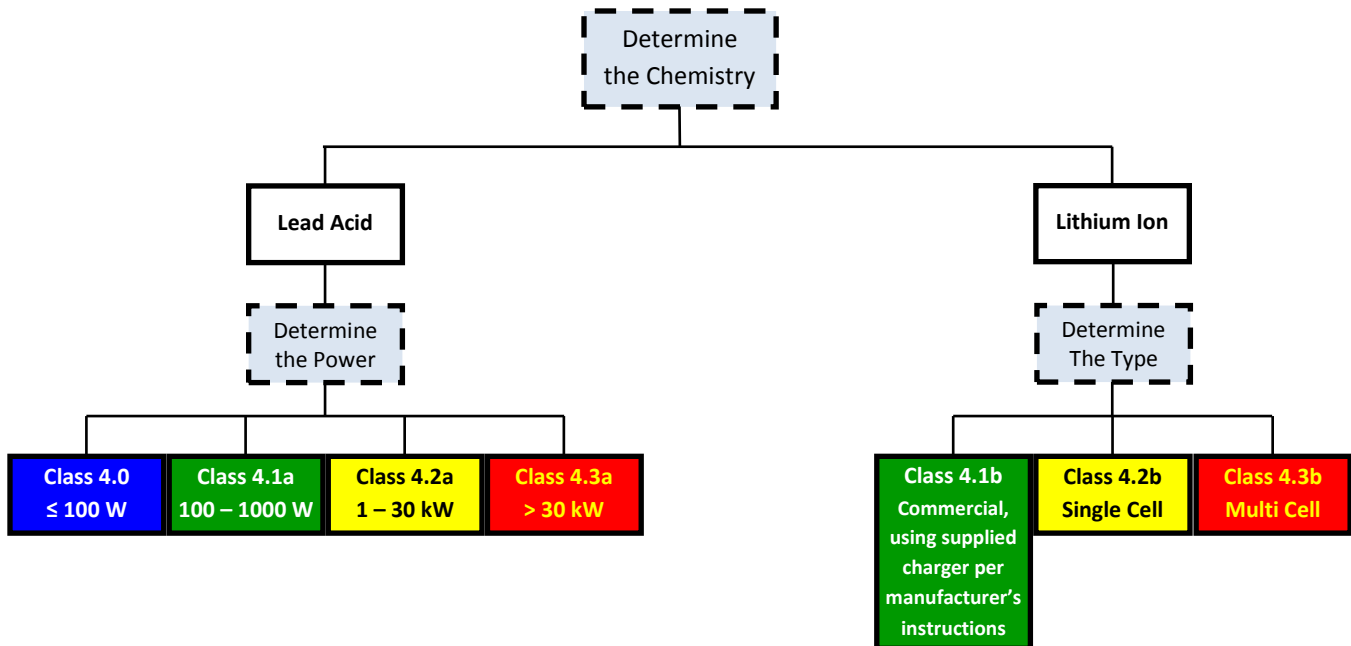 Determine
the Chemistry
Lead Acid
Lithium Ion
Determine
the Power
Determine
The Type
Class 4.0
≤ 100 W
Class 4.1a
100 – 1000 W
Class 4.2a
1 – 30 kW
Class 4.3a
> 30 kW
Class 4.1b
Commercial,
using supplied
charger per
manufacturer’s
instructions
Class 4.2b
Single Cell
Class 4.3b
Multi Cell